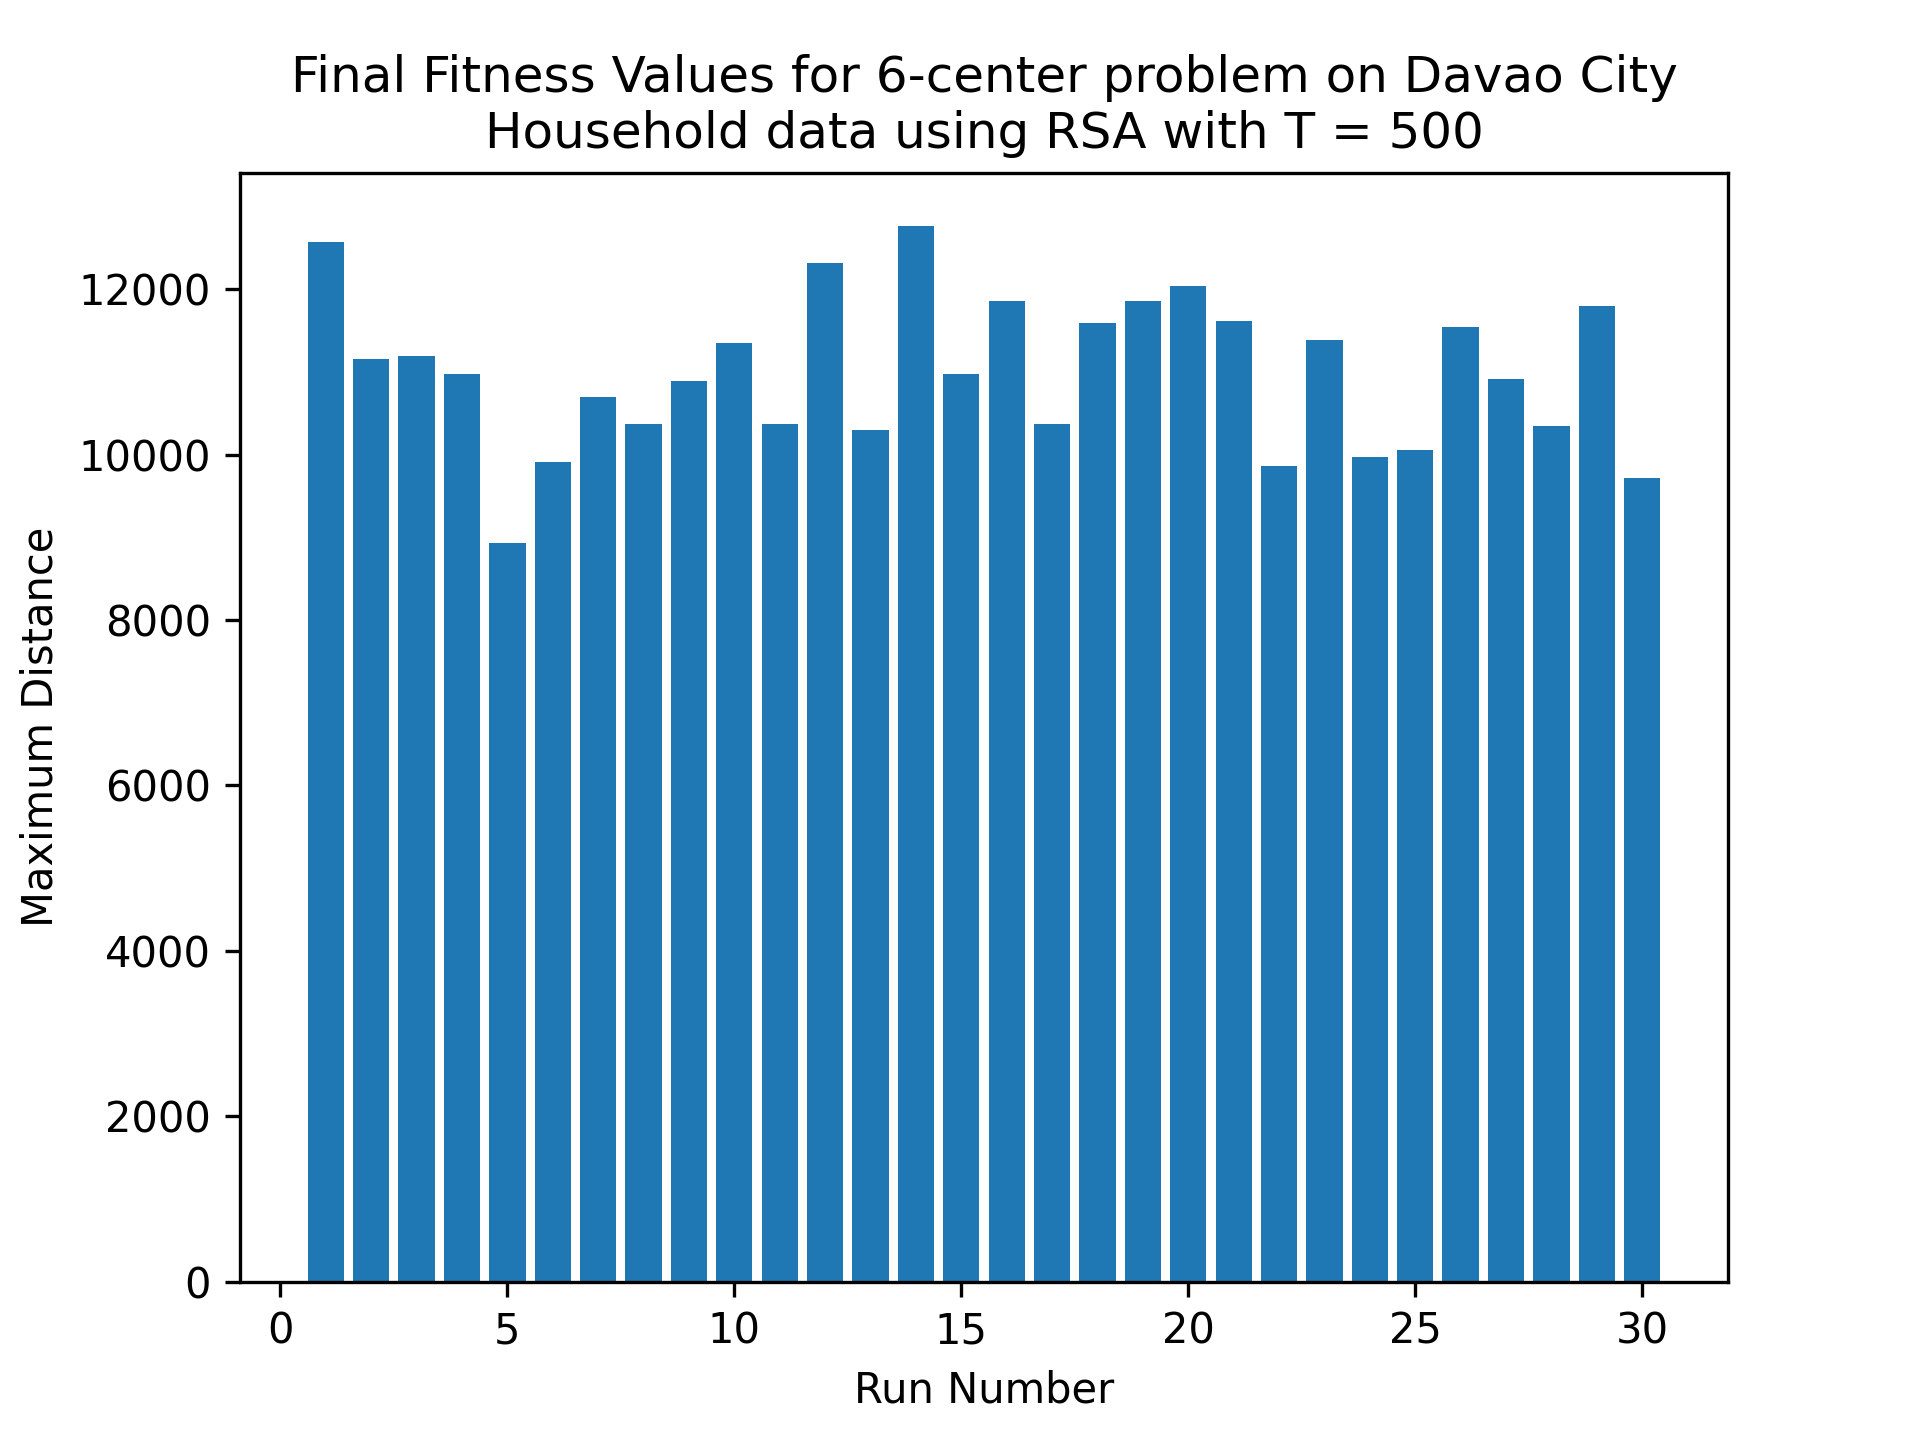 Final Fitness Values for 6-center problem on Davao City
Household data using RSA with T = 500
12000
10000
8000
6000
4000
2000
0
Maximum Distance
0 5 10 15 20 25 30
Run Number